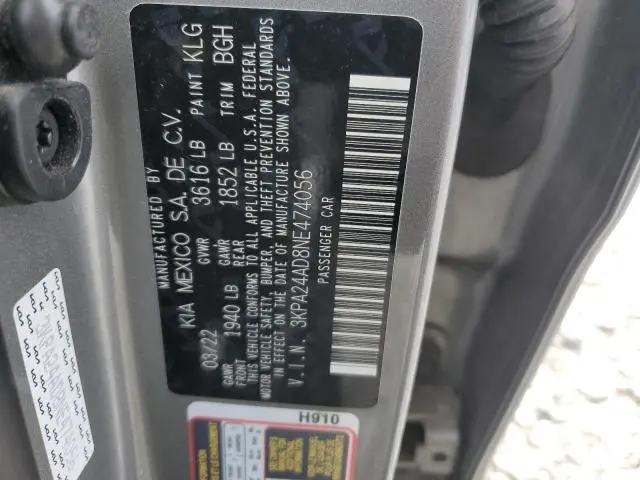 MANUFACTURED BY
KIA MEXICO S.A. DE C.V.
03/22 GVWR 3616 LB PAINT KLG
GAWR FRONT 1940 LB GAWR REAR 1852 LB TRIM BGH
THIS VEHICLE CONFORMS TO ALL APPLICABLE U.S.A. FEDERAL
MOTOR VEHICLE SAFETY, BUMPER, AND THEFT PREVENTION STANDARDS
IN EFFECT ON THE DATE OF MANUFACTURE SHOWN ABOVE.
V.I.N. 3KPA24AD8NE474056
PASSENGER CAR
H910